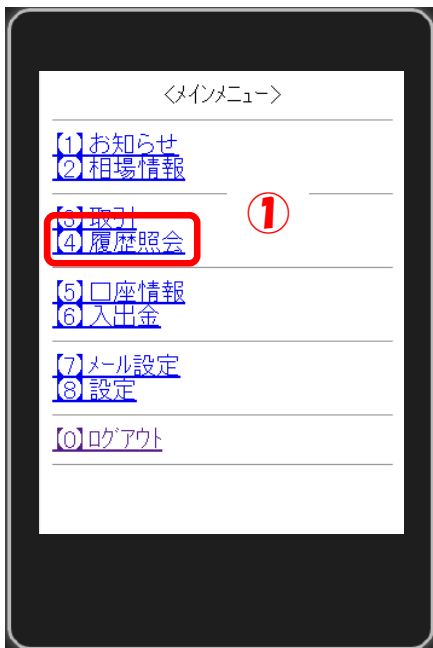 <メインメニュー>
【1】お知らせ
【2】相場情報
①
【3】取引
【4】履歴照会
【5】口座情報
【6】入出金
【7】メール設定
【8】設定
【0】ログアウト